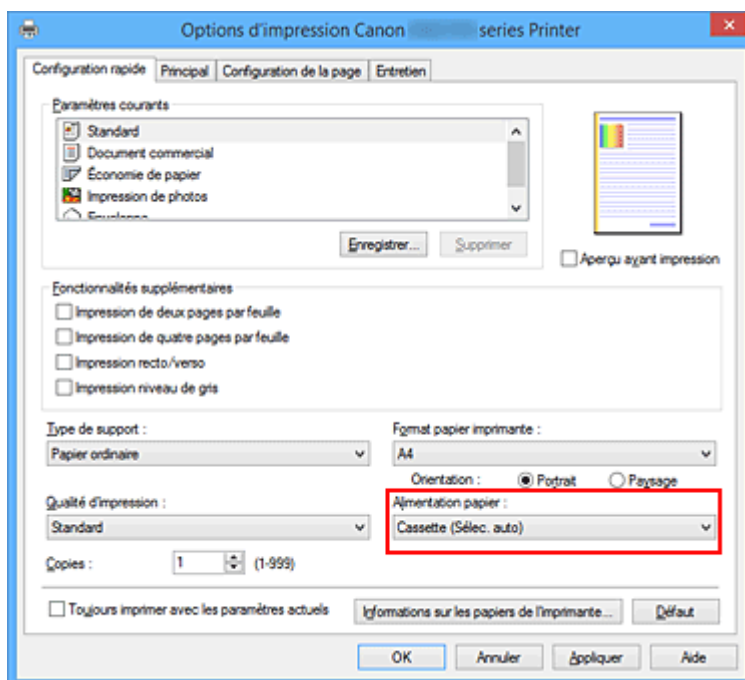 Options d'impression Canon series Printer
Configuration rapide Principal Configuration de la page Entretien
Paramètres courants
Standard
Document commercial
Économie de papier
Impression de photos
Enregistrer... Supprimer
Aperçu avant impression
Fonctionnalités supplémentaires
Impression de deux pages par feuille
Impression de quatre pages par feuille
Impression recto/verso
Impression niveau de gris
Type de support :
Papier ordinaire
Format papier imprimante :
A4
Orientation : Portrait Paysage
Qualité d'impression :
Standard
Alimentation papier :
Cassette (Sélec. auto)
Copies : 1 (1-999)
Toujours imprimer avec les paramètres actuels
Informations sur les papiers de l'imprimante... Défaut
OK Annuler Appliquer Aide